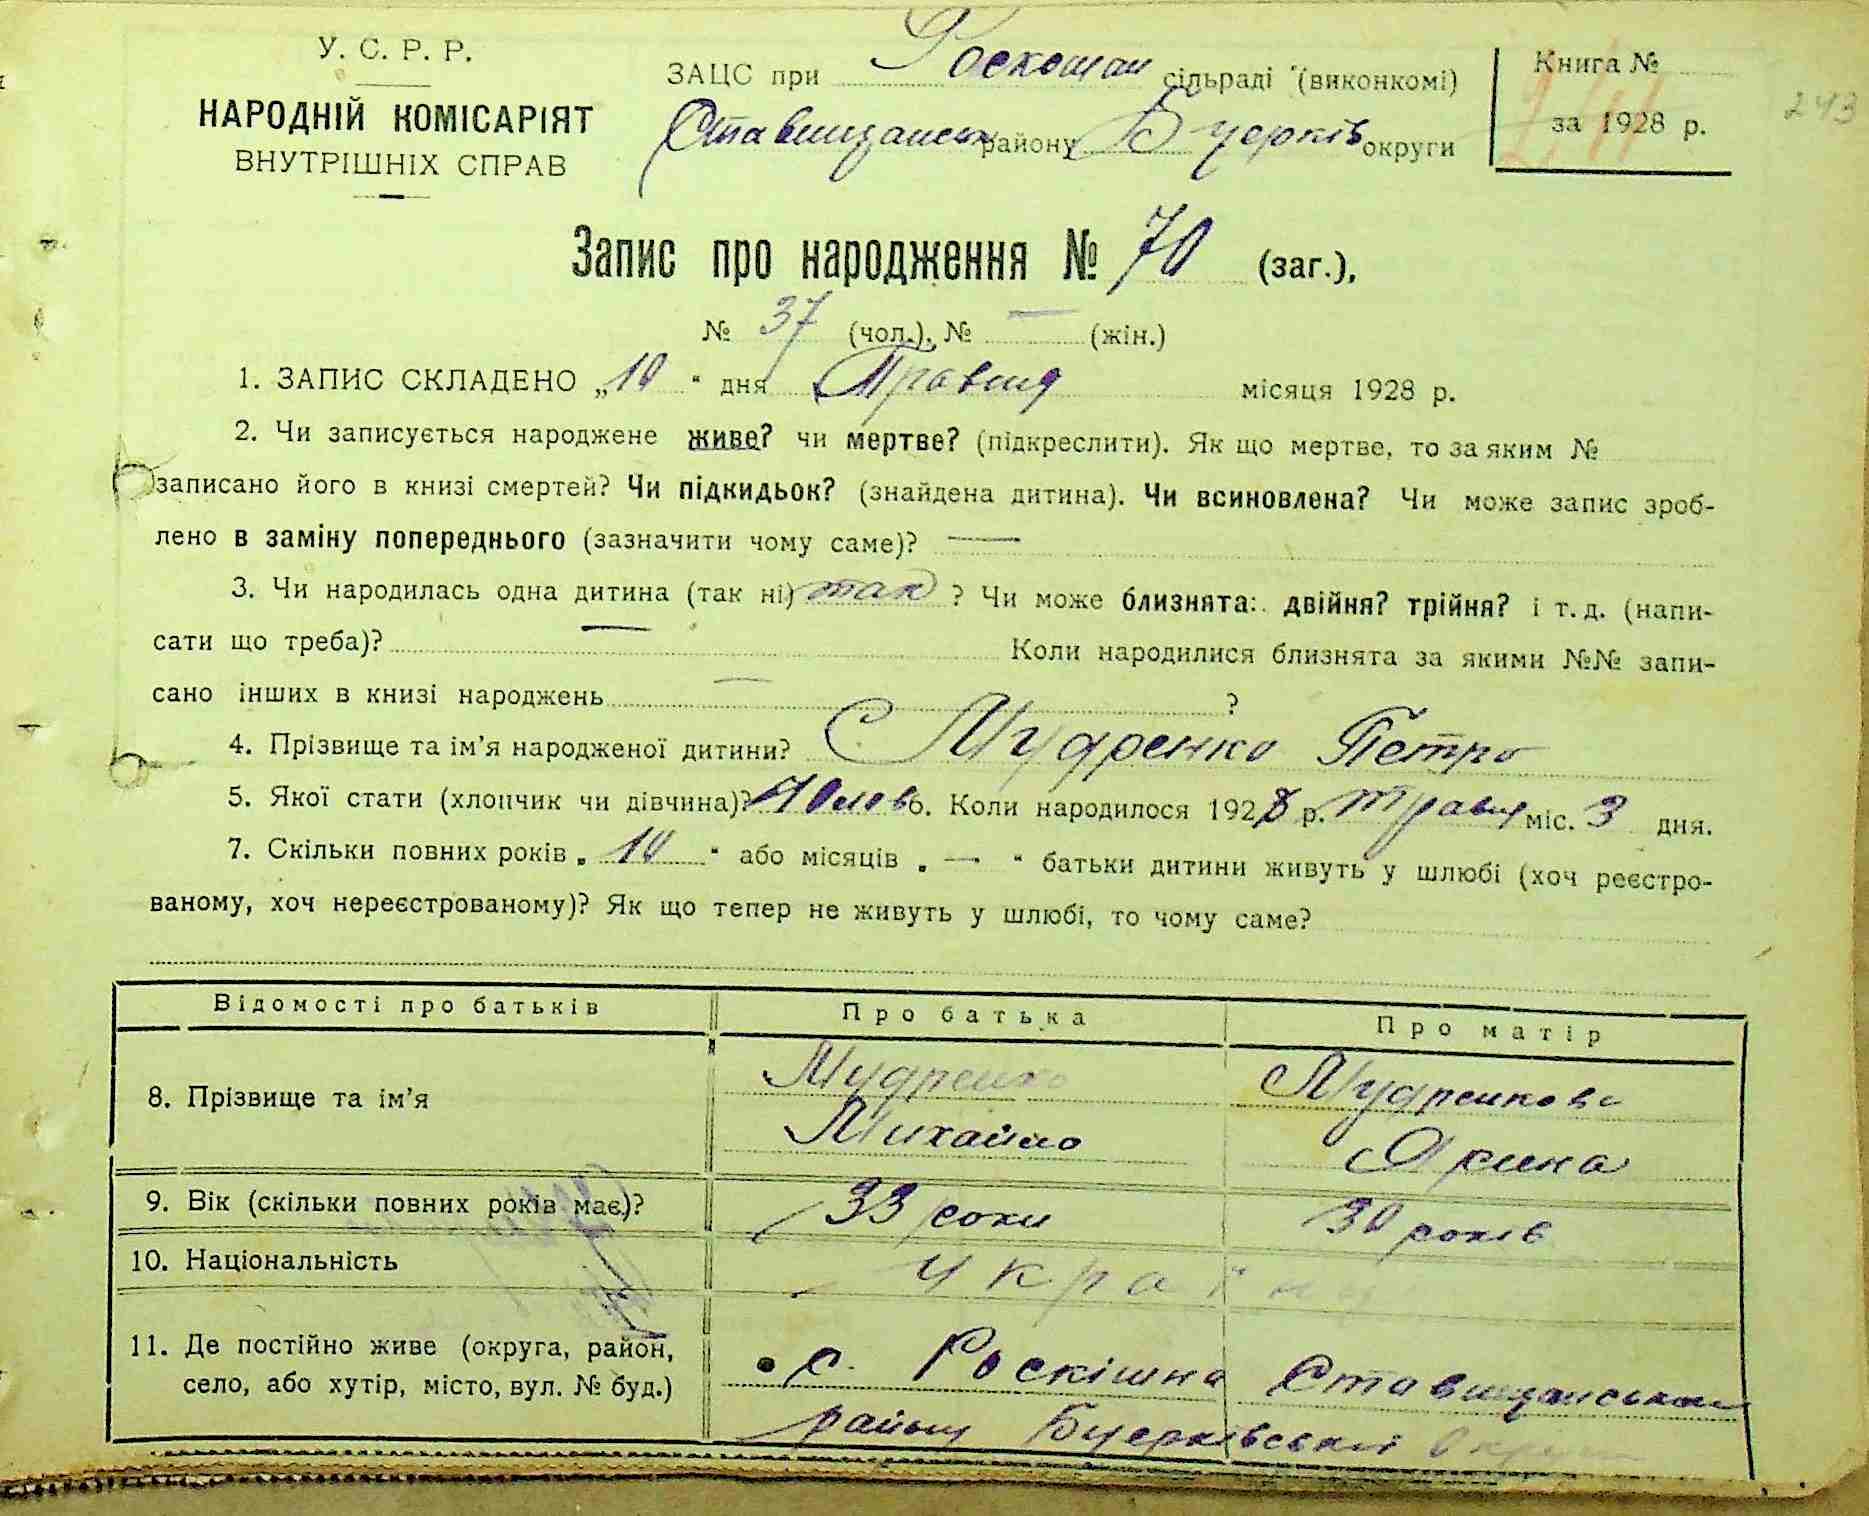 У. С. Р. Р.
НАРОДНІЙ КОМІСАРІЯТ
ВНУТРІШНІХ СПРАВ
ЗАЦС при Роскошан сільраді (виконкомі)
Ставищанськ району Б Церків округи
Книга №
за 1928 р.
243
Запис про народження № 70 (заг.),
№ 37 (чол.), № — (жін.)
1. ЗАПИС СКЛАДЕНО „10“ дня Травня місяця 1928 р.
2. Чи записується народжене живе? чи мертве? (підкреслити). Як що мертве, то за яким №
записано його в книзі смертей? Чи підкидьок? (знайдена дитина). Чи всиновлена? Чи може запис зроб-
лено в заміну попереднього (зазначити чому саме)? —
3. Чи народилась одна дитина (так ні) так ? Чи може близнята: двійня? трійня? і т. д. (напи-
сати що треба)? — Коли народилися близнята за якими №№ запи-
сано інших в книзі народжень — ?
4. Прізвище та ім’я народженої дитини? Мудренко Петро
5. Якої стати (хлопчик чи дівчина)? Чолов 6. Коли народилося 1928 р. травня міс. 3 дня.
7. Скільки повних років „10“ або місяців „—“ батьки дитини живуть у шлюбі (хоч реєстро-
ваному, хоч нереєстрованому)? Як що тепер не живуть у шлюбі, то чому саме?
Відомості про батьків Про батька Про матір
8. Прізвище та ім’я Мудренко Мудренкова
Михайло Ярина
9. Вік (скільки повних років має)? 33 роки 30 років
10. Національність Україн
11. Де постійно живе (округа, район,
село, або хутір, місто, вул. № буд.)
с. Роскішна Ставищанськой
району Бцерківської Округи